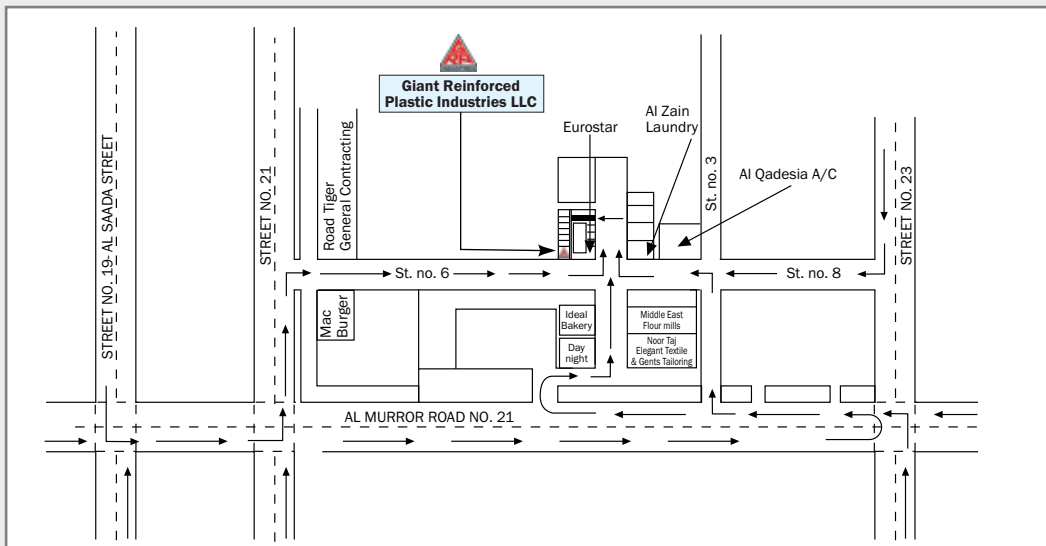 GRP
Giant Reinforced
Plastic Industries LLC
Eurostar
Al Zain
Laundry
Al Qadesia A/C
St. no. 3
STREET NO. 19- AL SAADA STREET
STREET NO. 21
Road Tiger
General Contracting
STREET NO. 23
St. no. 6
St. no. 8
Mac
Burger
Ideal
Bakery
Day
night
Middle East
Flour mills
Noor Taj
Elegant Textile
& Gents Tailoring
AL MURROR ROAD NO. 21